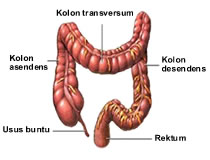 Kolon transversum
Kolon
asendens
Kolon
desendens
Usus buntu
Rektum